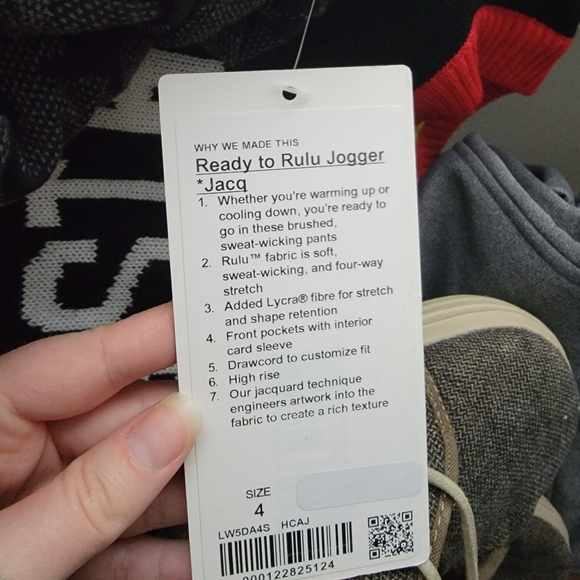 WHY WE MADE THIS
Ready to Rulu Jogger
*Jacq
1. Whether you're warming up or
cooling down, you're ready to
go in these brushed,
sweat-wicking pants
2. Rulu™ fabric is soft,
sweat-wicking, and four-way
stretch
3. Added Lycra® fibre for stretch
and shape retention
4. Front pockets with interior
card sleeve
5. Drawcord to customize fit
6. High rise
7. Our jacquard technique
engineers artwork into the
fabric to create a rich texture
SIZE
4
LW5DA4S HCAJ
000122825124